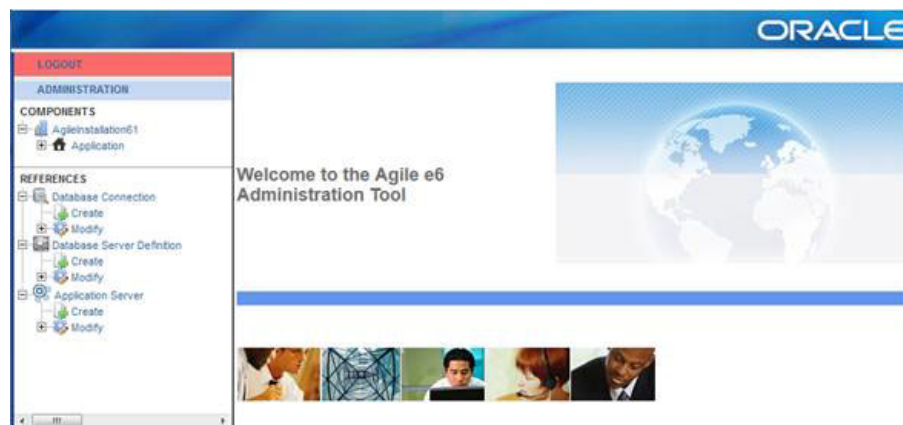 ORACLE
LOGOUT
ADMINISTRATION
COMPONENTS
AgileInstallation61
Application
REFERENCES
Database Connection
Create
Modify
Database Server Definition
Create
Modify
Application Server
Create
Modify
Welcome to the Agile e6
Administration Tool